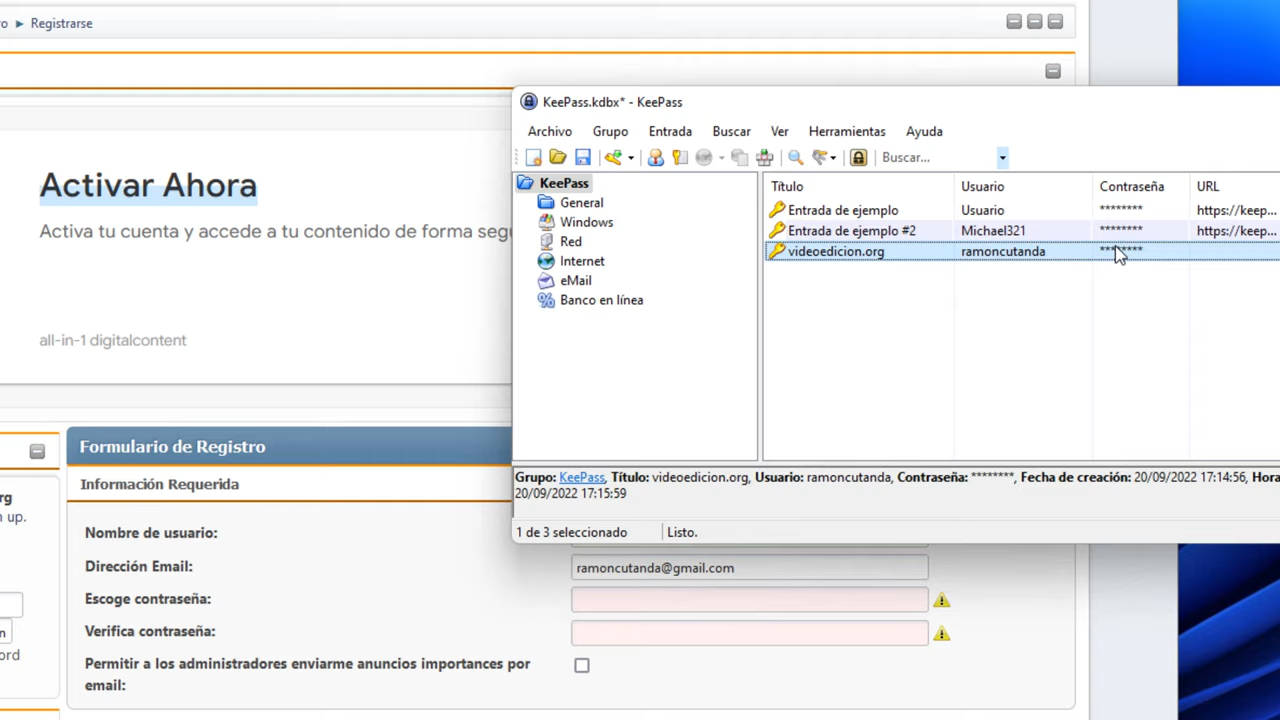 o ► Registrarse
Activar Ahora
Activa tu cuenta y accede a tu contenido de forma segu
all-in-1 digitalcontent
rg
n up.
n
ord
Formulario de Registro
Información Requerida
Nombre de usuario:
Dirección Email:
ramoncutanda@gmail.com
Escoge contraseña:
Verifica contraseña:
Permitir a los administradores enviarme anuncios importances por
email:
KeePass.kdbx* - KeePass
Archivo Grupo Entrada Buscar Ver Herramientas Ayuda
Buscar...
KeePass
General
Windows
Red
Internet
eMail
Banco en línea
Título Usuario Contraseña URL
Entrada de ejemplo Usuario ******** https://keep...
Entrada de ejemplo #2 Michael321 ******** https://keep...
videoedicion.org ramoncutanda ********
Grupo: KeePass, Título: videoedicion.org, Usuario: ramoncutanda, Contraseña: ********, Fecha de creación: 20/09/2022 17:14:56, Hora
20/09/2022 17:15:59
1 de 3 seleccionado Listo.